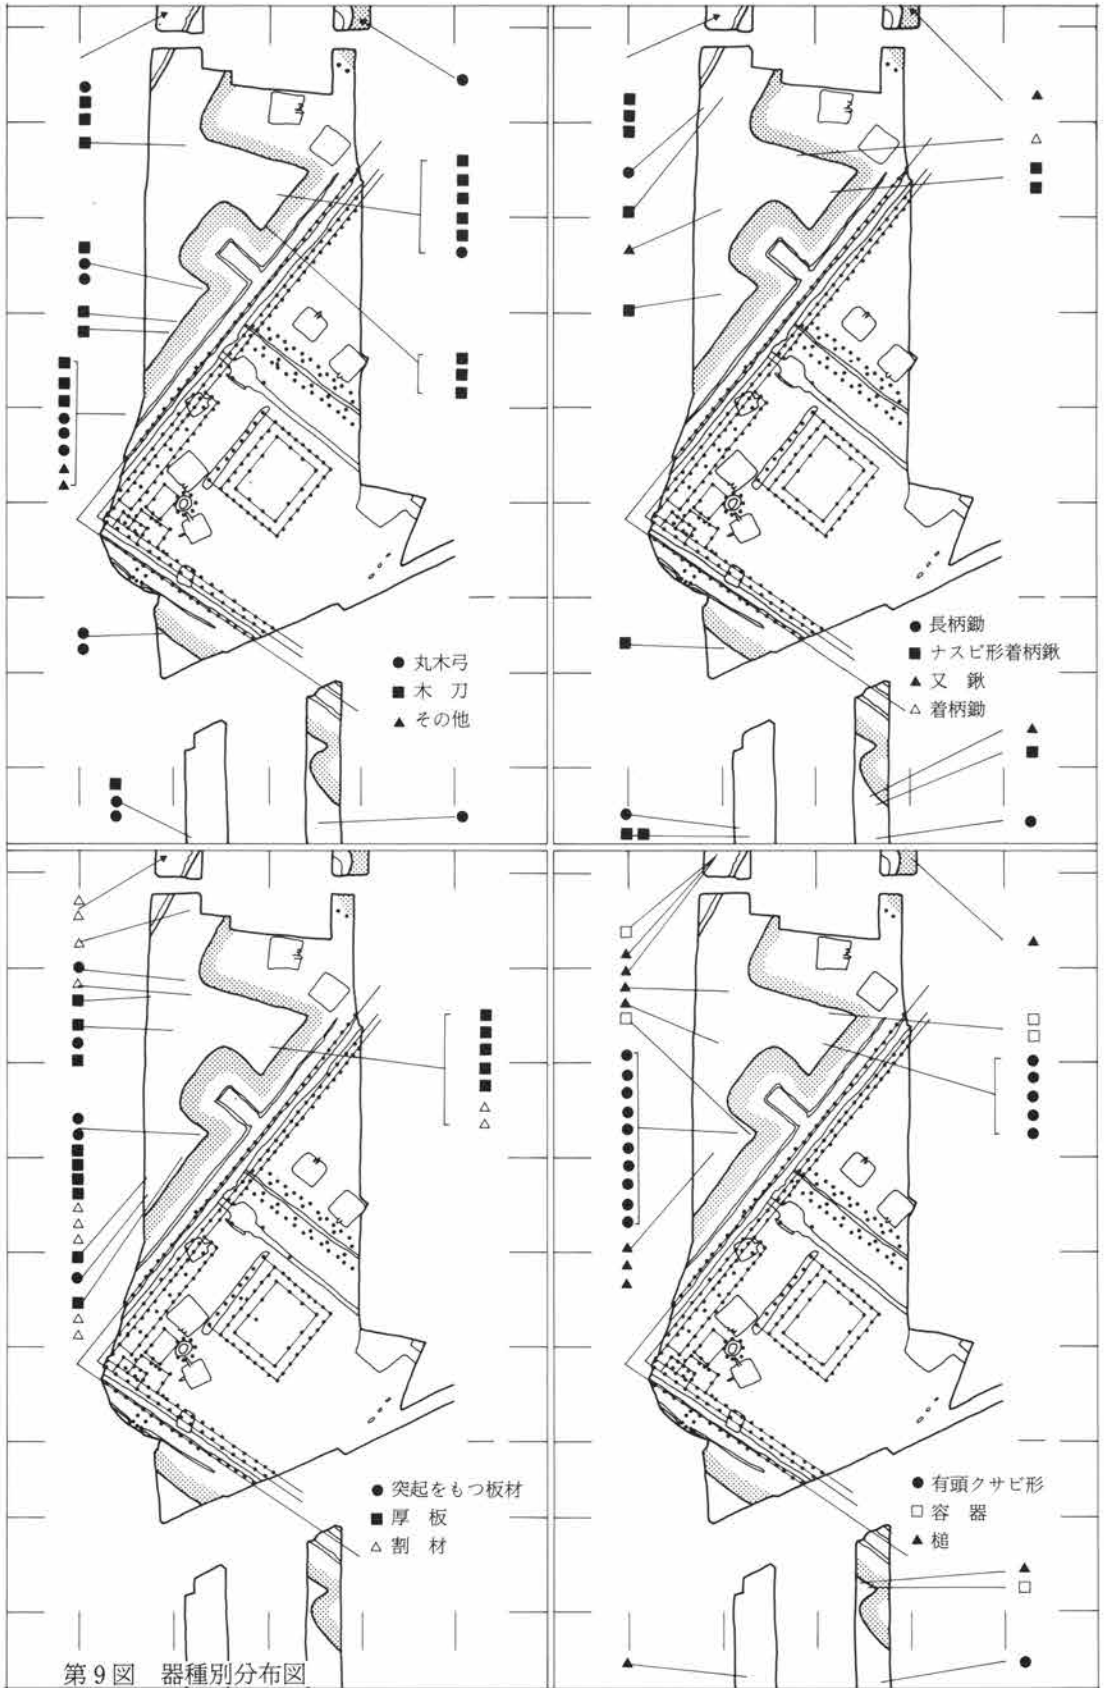 ● 丸木弓
■ 木　刀
▲ その他
● 長柄鋤
■ ナスビ形着柄鍬
▲ 又　鍬
△ 着柄鋤
● 突起をもつ板材
■ 厚　板
△ 割　材
● 有頭クサビ形
□ 容　器
▲ 槌
第9図　器種別分布図